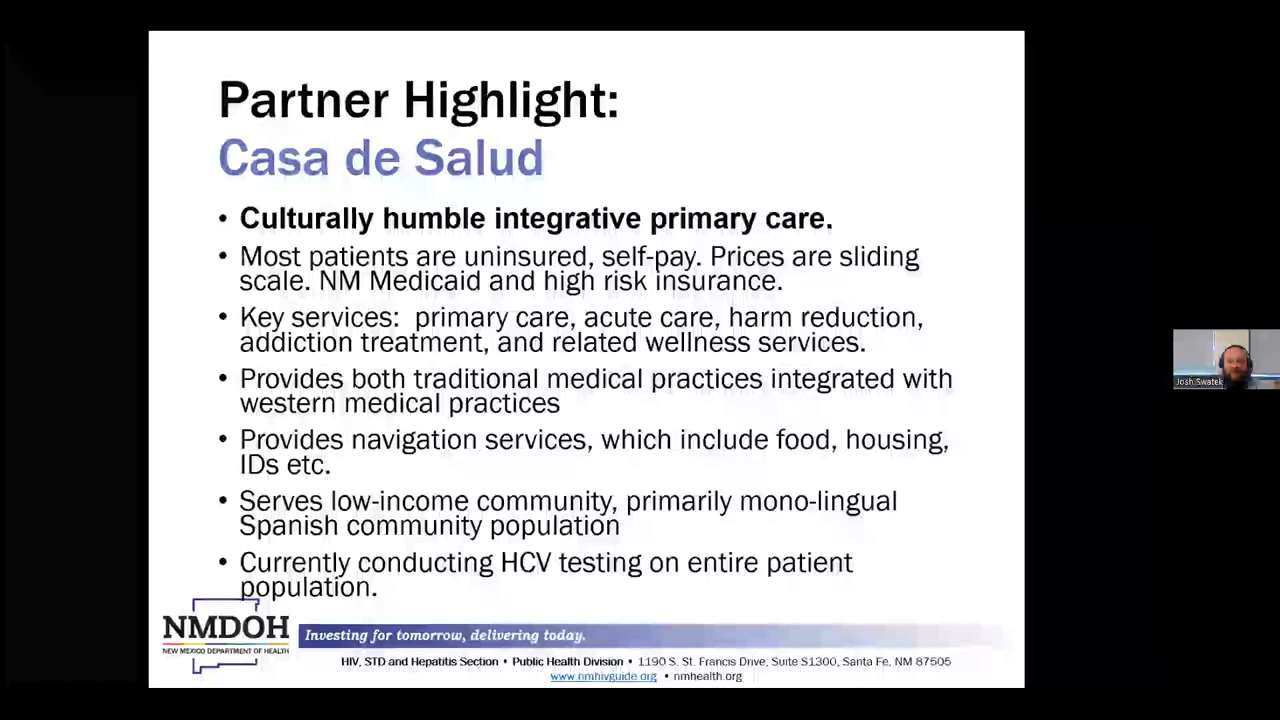 Partner Highlight:
Casa de Salud
• Culturally humble integrative primary care.
• Most patients are uninsured, self-pay. Prices are sliding
scale. NM Medicaid and high risk insurance.
• Key services:  primary care, acute care, harm reduction,
addiction treatment, and related wellness services.
• Provides both traditional medical practices integrated with
western medical practices
• Provides navigation services, which include food, housing,
IDs etc.
• Serves low-income community, primarily mono-lingual
Spanish community population
• Currently conducting HCV testing on entire patient
population.
NMDOH
NEW MEXICO DEPARTMENT OF HEALTH
Investing for tomorrow, delivering today.
HIV, STD and Hepatitis Section • Public Health Division • 1190 S. St. Francis Drive, Suite S1300, Santa Fe, NM 87505
www.nmhivguide.org • nmhealth.org
Josh Swatek